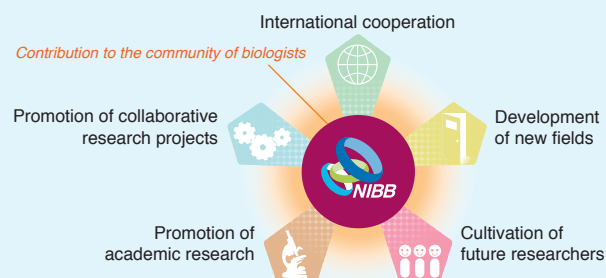 International cooperation
Contribution to the community of biologists
Promotion of collaborative
research projects
Development
of new fields
NIBB
Promotion of
academic research
Cultivation of
future researchers